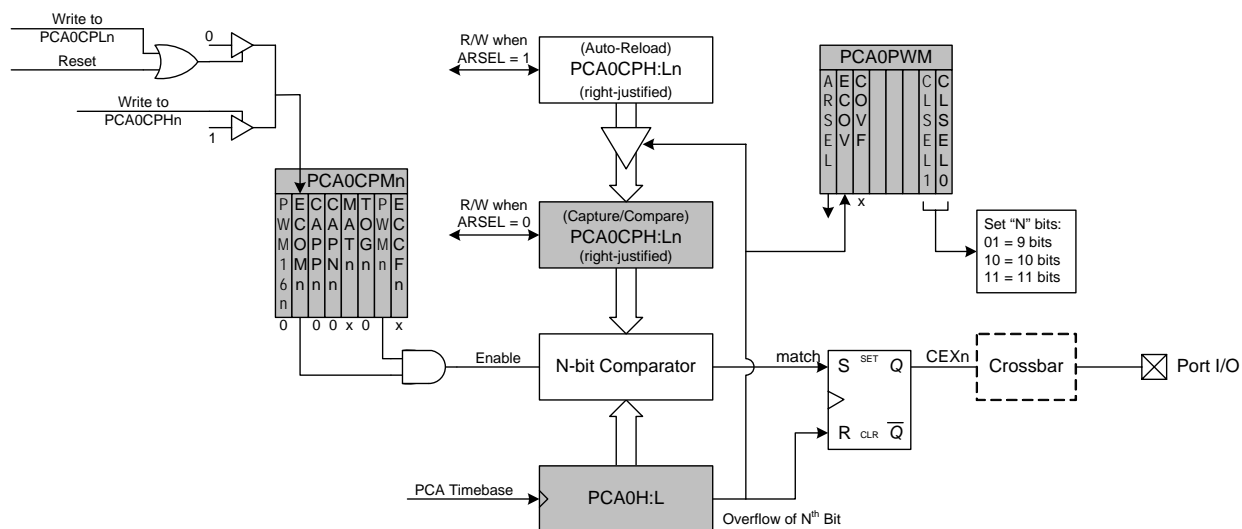 Write to
PCA0CPLn
Reset
0
Write to
PCA0CPHn
1
R/W when
ARSEL = 1
(Auto-Reload)
PCA0CPH:Ln
(right-justified)
PCA0PWM
ARSEL
ECOV
COVF
CLSEL1
CLSEL0
x
R/W when
ARSEL = 0
(Capture/Compare)
PCA0CPH:Ln
(right-justified)
Set “N” bits:
01 = 9 bits
10 = 10 bits
11 = 11 bits
PCA0CPMn
PWM16n
ECOMn
CAPPn
CAPNn
MATn
TOGn
PWMn
ECCFn
0 0 0 x 0 x
Enable
N-bit Comparator
match
S SET Q
R CLR Q
CEXn
Crossbar
Port I/O
PCA Timebase
PCA0H:L
Overflow of Nth Bit